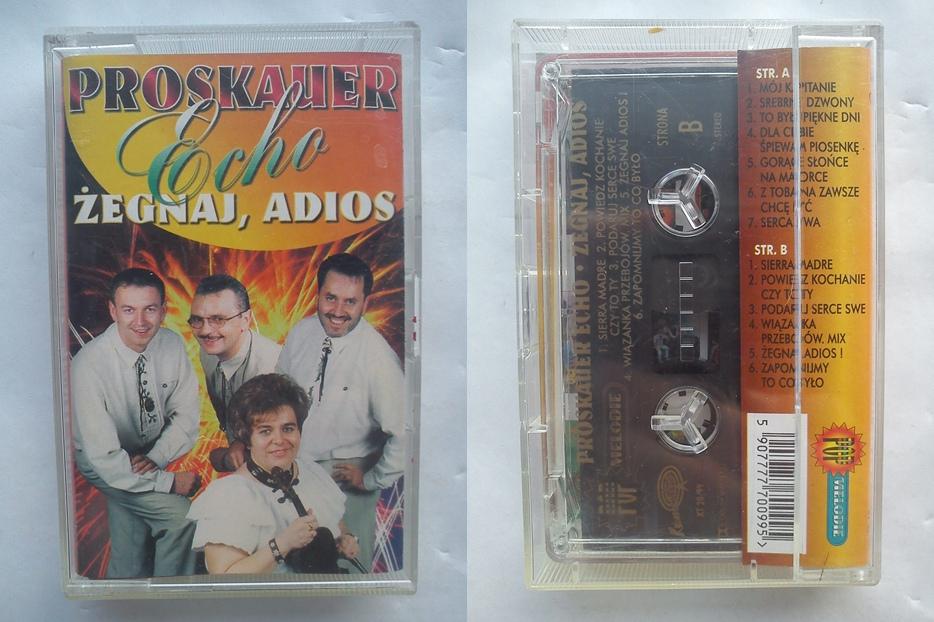 PROSKAUER
Echo
ŻEGNAJ, ADIOS
PROSKAUER ECHO · ŻEGNAJ, ADIOS
1. SIERRA MADRE 2. POWIEDZ KOCHANIE
CZY TO TY 3. PODARUJ SERCE SWE
4. WIĄZANKA PRZEBOJÓW. MIX 5. ŻEGNAJ ADIOS!
6. ZAPOMNIJMY TO CO BYŁO
STRONA
B
STEREO
MELODIE
STR. A
1. MÓJ KAPITANIE
2. SREBRNE DZWONY
3. TO BYŁY PIĘKNE DNI
4. DLA CIEBIE
ŚPIEWAM PIOSENKĘ
5. GORĄCE SŁOŃCE
NA MAJORCE
6. Z TOBĄ NA ZAWSZE
CHCĘ BYĆ
7. SERCA DWA
STR. B
1. SIERRA MADRE
2. POWIEDZ KOCHANIE
CZY TO TY
3. PODARUJ SERCE SWE
4. WIĄZANKA
PRZEBOJÓW. MIX
5. ŻEGNAJ ADIOS !
6. ZAPOMNIJMY
TO CO BYŁO
POP
MELODIE
5 907777 700995 >